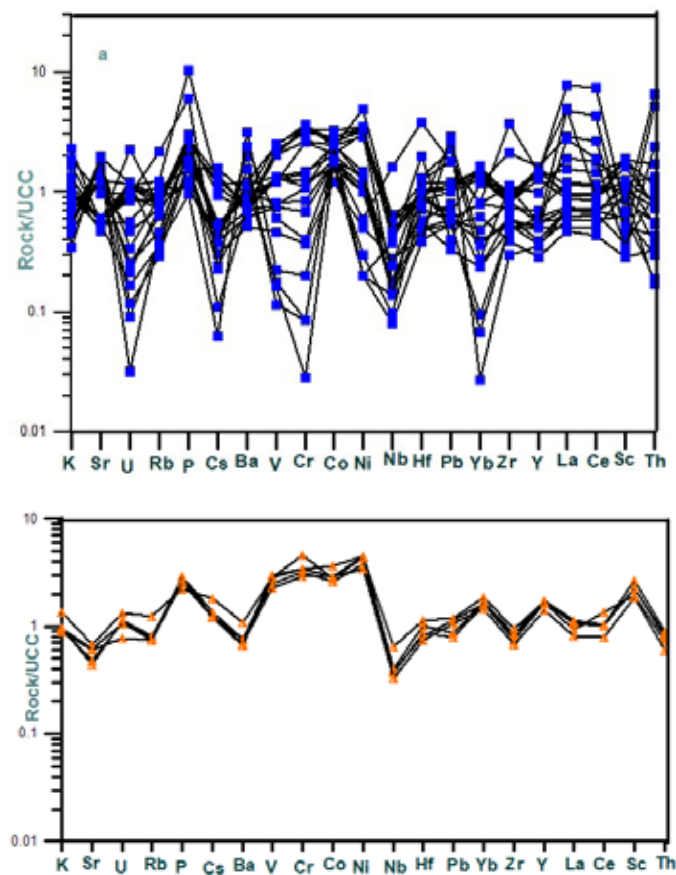 a
10
1
0.1
0.01
Rock/UCC
K Sr U Rb P Cs Ba V Cr Co Ni Nb Hf Pb Yb Zr Y La Ce Sc Th
10
1
0.1
0.01
Rock/UCC
K Sr U Rb P Cs Ba V Cr Co Ni Nb Hf Pb Yb Zr Y La Ce Sc Th